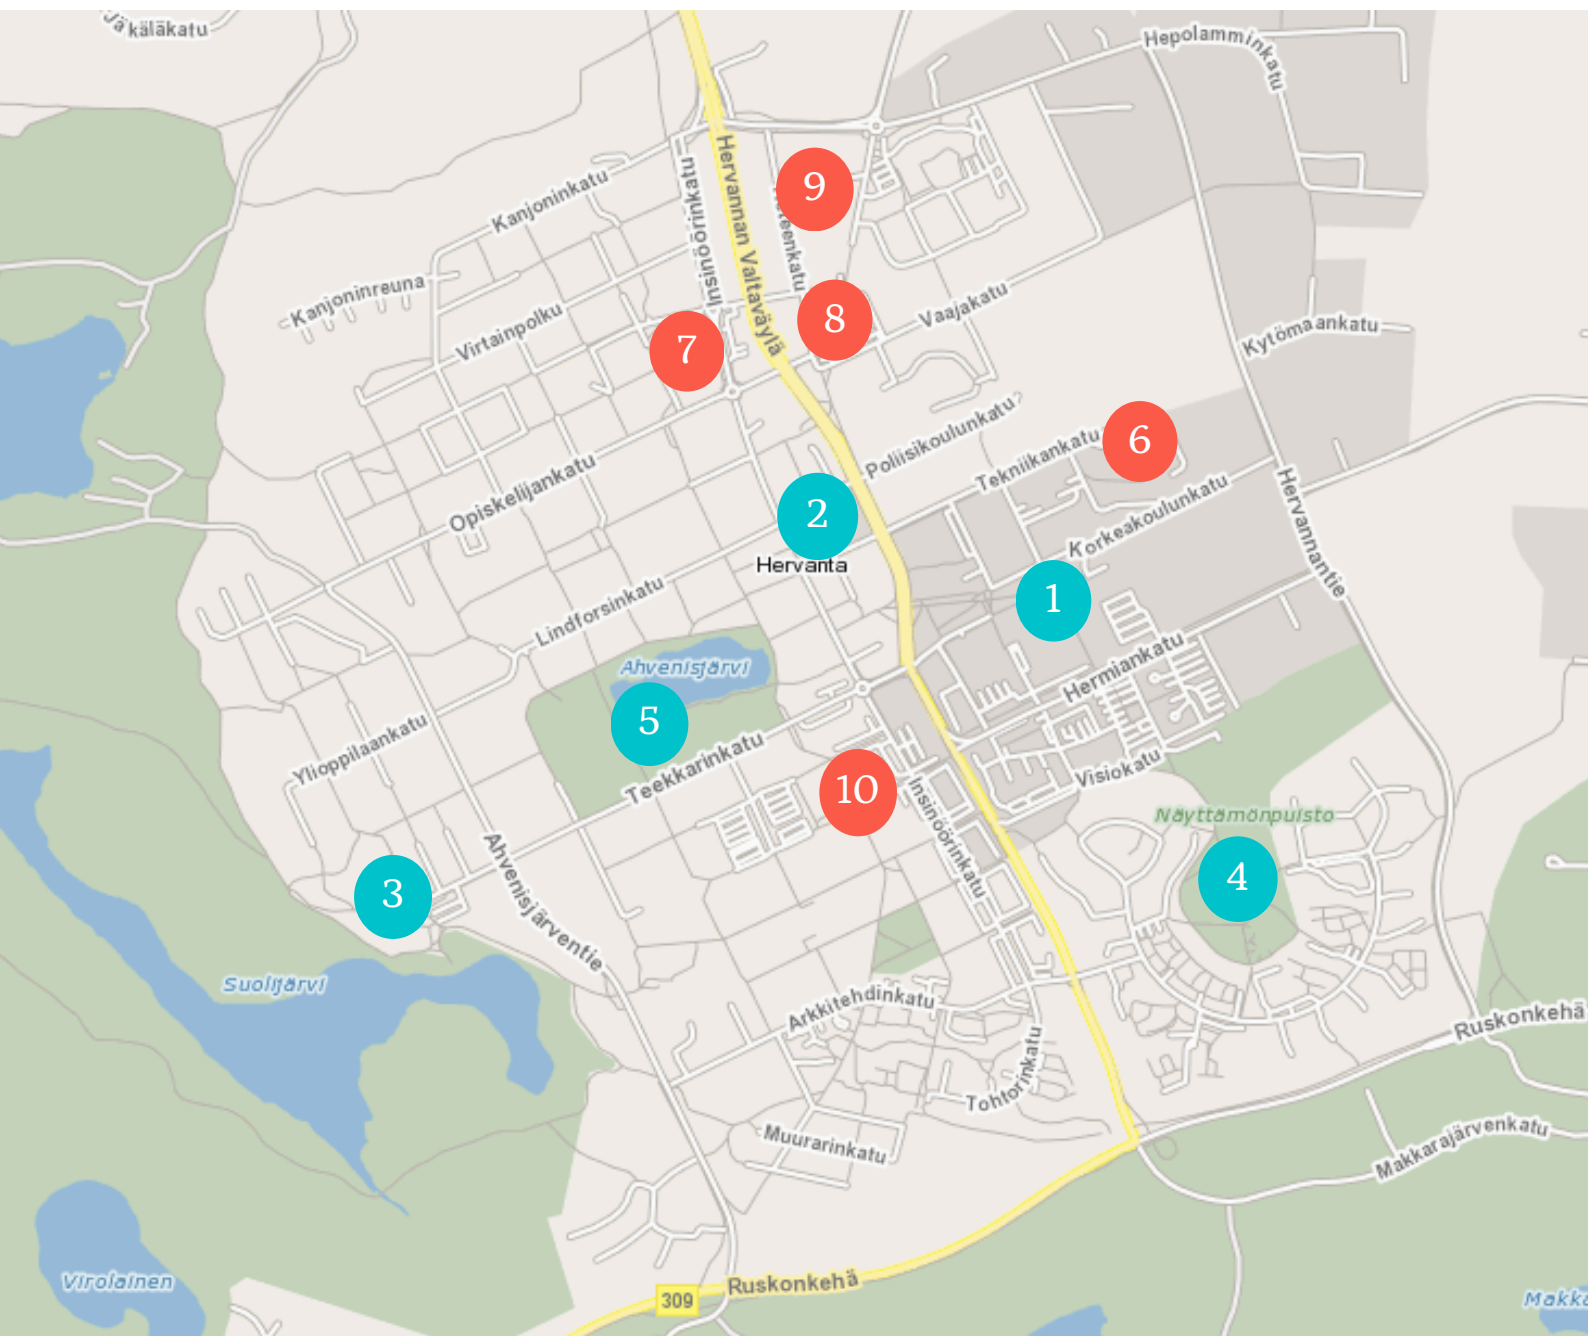 Jäkäläkatu
Hepolamminkatu
Hervannan Valtaväylä
Insinöörinkatu
9
Kanjoninkatu
Kanjoninreuna
Virtainpolku
7
8
Vaajakatu
Kytömaankatu
Poliisikoulunkatu
Tekniikankatu
6
Opiskelijankatu
2
Korkeakoulunkatu
Hervannantie
Hervanta
1
Lindforsinkatu
Ahvenisjärvi
5
Hermiankatu
Ylioppilaankatu
Teekkarinkatu
10
Visiokatu
Insinöörinkatu
Näyttämönpuisto
4
3
Ahvenisjärventie
Suolijärvi
Arkkitehdinkatu
Ruskonkehä
Tohtorinkatu
Muurarinkatu
Makkarajärvenkatu
Virolainen
309
Ruskonkehä